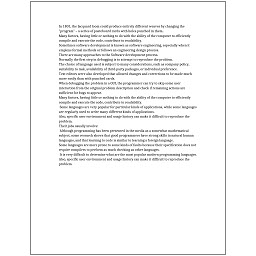 In 1801, the Jacquard loom could produce entirely different weaves by changing the
"program" – a series of pasteboard cards with holes punched in them.
Many factors, having little or nothing to do with the ability of the computer to efficiently
compile and execute the code, contribute to readability.
Sometimes software development is known as software engineering, especially when it
employs formal methods or follows an engineering design process.
There are many approaches to the Software development process.
Normally the first step in debugging is to attempt to reproduce the problem.
The choice of language used is subject to many considerations, such as company policy,
suitability to task, availability of third-party packages, or individual preference.
Text editors were also developed that allowed changes and corrections to be made much
more easily than with punched cards.
When debugging the problem in a GUI, the programmer can try to skip some user
interaction from the original problem description and check if remaining actions are
sufficient for bugs to appear.
Many factors, having little or nothing to do with the ability of the computer to efficiently
compile and execute the code, contribute to readability.
Some languages are very popular for particular kinds of applications, while some languages
are regularly used to write many different kinds of applications.
Also, specific user environment and usage history can make it difficult to reproduce the
problem.
Their jobs usually involve:
Although programming has been presented in the media as a somewhat mathematical
subject, some research shows that good programmers have strong skills in natural human
languages, and that learning to code is similar to learning a foreign language.
Some languages are more prone to some kinds of faults because their specification does not
require compilers to perform as much checking as other languages.
It is very difficult to determine what are the most popular modern programming languages.
Also, specific user environment and usage history can make it difficult to reproduce the
problem.